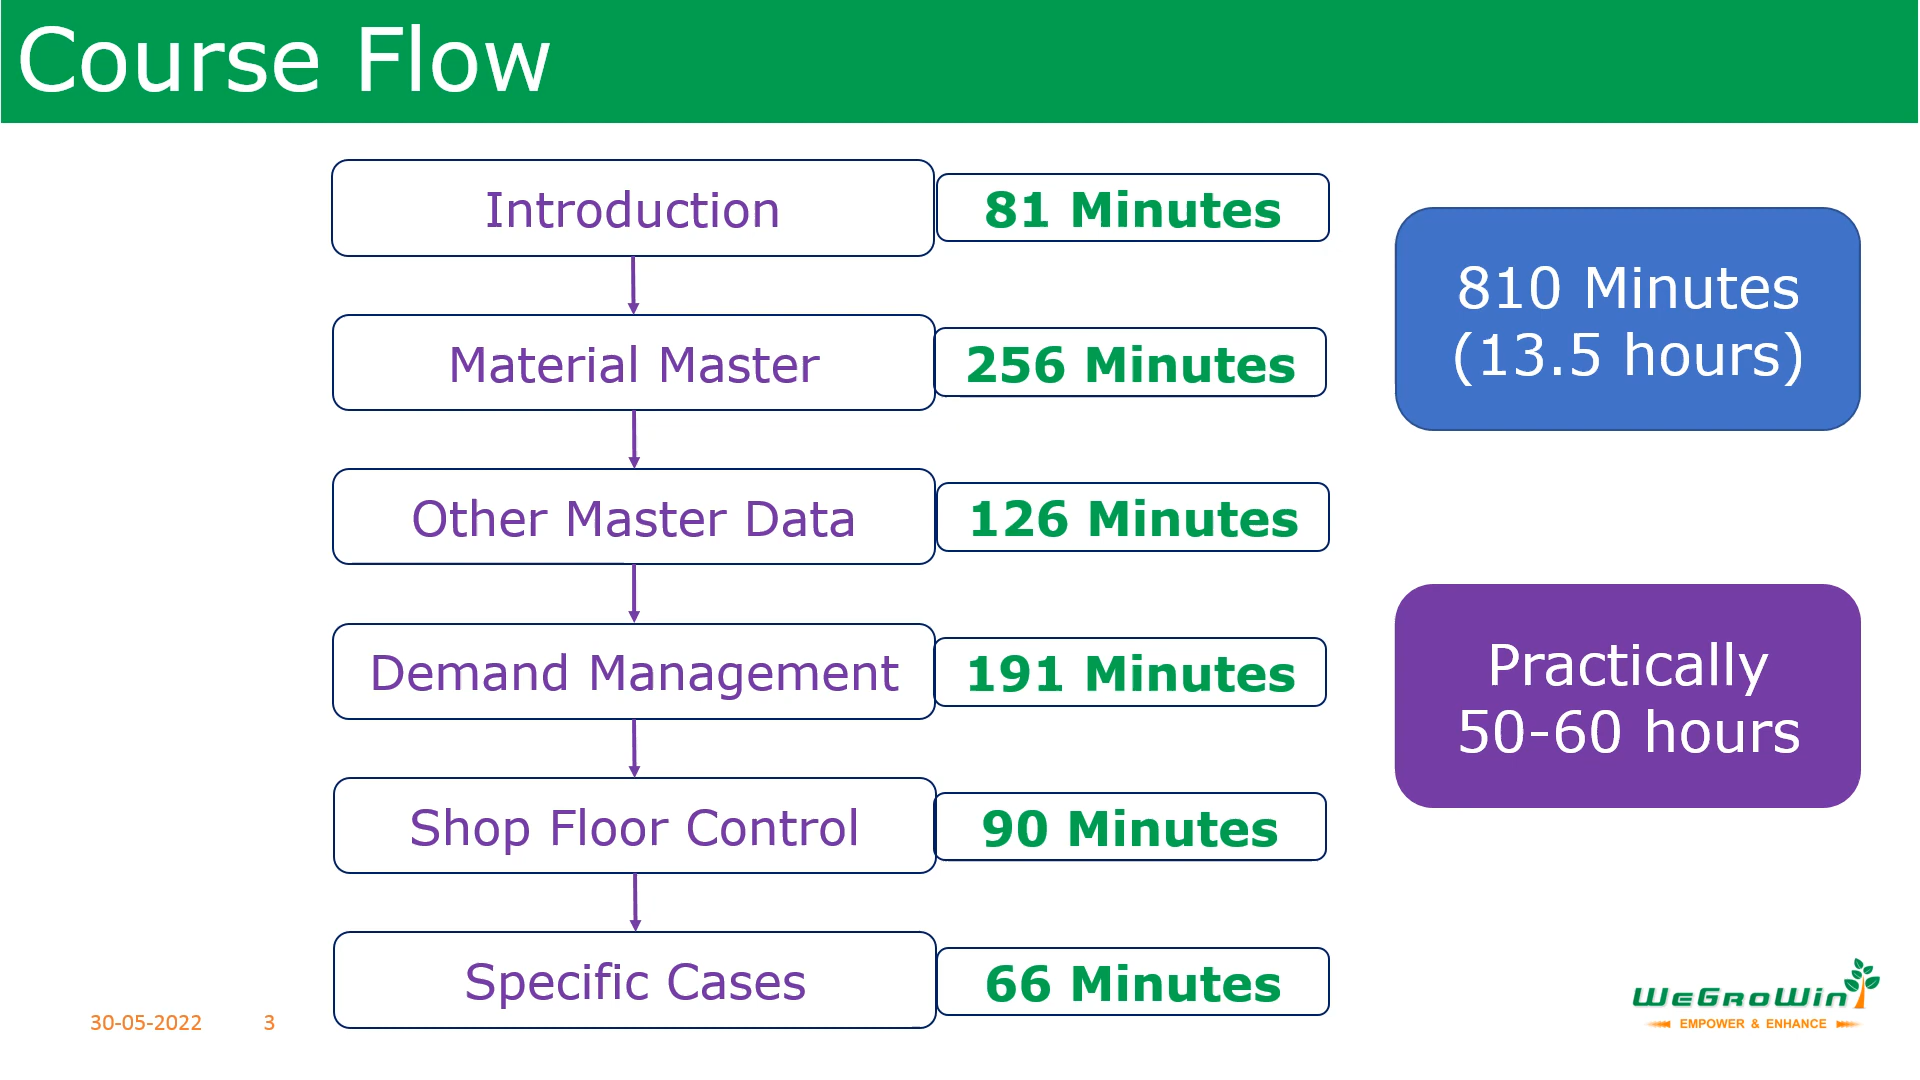 Course Flow
Introduction
81 Minutes
Material Master
256 Minutes
Other Master Data
126 Minutes
Demand Management
191 Minutes
Shop Floor Control
90 Minutes
Specific Cases
66 Minutes
810 Minutes
(13.5 hours)
Practically
50-60 hours
30-05-2022
3
WeGroWin
EMPOWER & ENHANCE